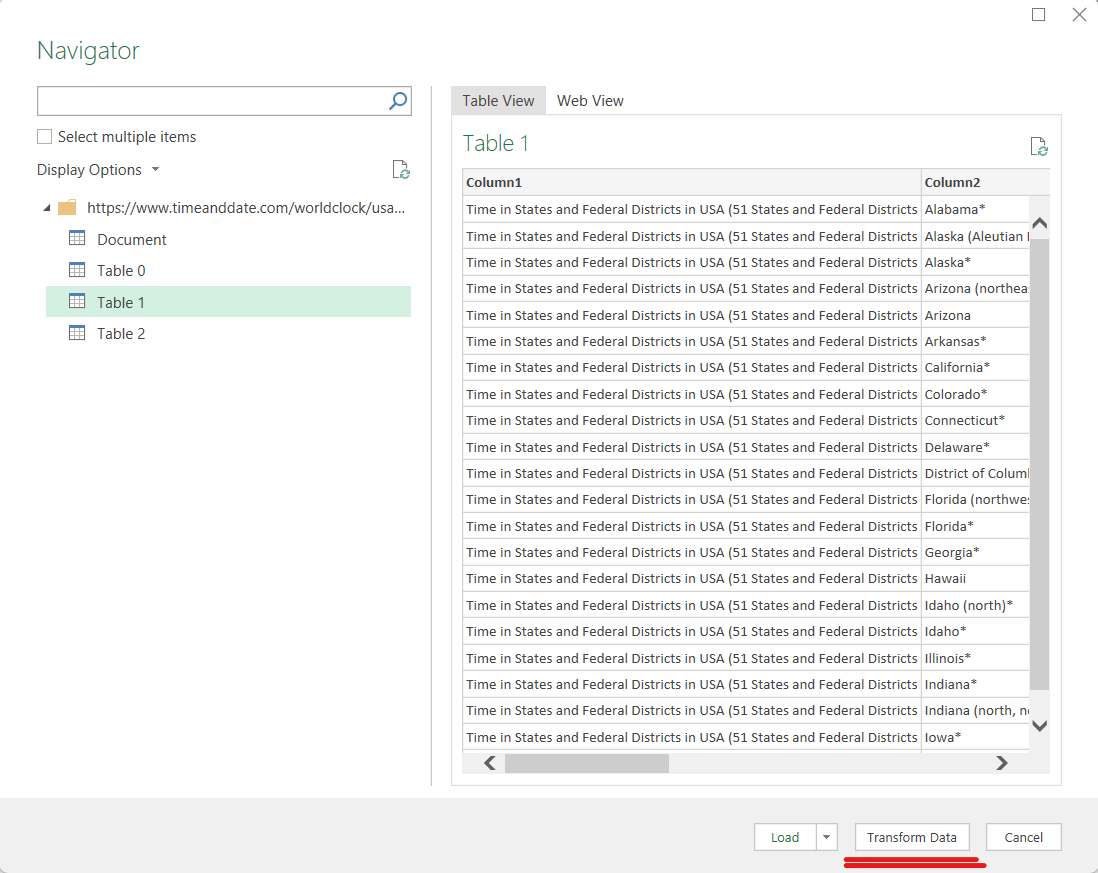 Navigator
Select multiple items
Display Options
https://www.timeanddate.com/worldclock/usa...
Document
Table 0
Table 1
Table 2
Table View Web View
Table 1
Column1 Column2
Time in States and Federal Districts in USA (51 States and Federal Districts Alabama*
Time in States and Federal Districts in USA (51 States and Federal Districts Alaska (Aleutian
Time in States and Federal Districts in USA (51 States and Federal Districts Alaska*
Time in States and Federal Districts in USA (51 States and Federal Districts Arizona (northeas
Time in States and Federal Districts in USA (51 States and Federal Districts Arizona
Time in States and Federal Districts in USA (51 States and Federal Districts Arkansas*
Time in States and Federal Districts in USA (51 States and Federal Districts California*
Time in States and Federal Districts in USA (51 States and Federal Districts Colorado*
Time in States and Federal Districts in USA (51 States and Federal Districts Connecticut*
Time in States and Federal Districts in USA (51 States and Federal Districts Delaware*
Time in States and Federal Districts in USA (51 States and Federal Districts District of Colum
Time in States and Federal Districts in USA (51 States and Federal Districts Florida (northwes
Time in States and Federal Districts in USA (51 States and Federal Districts Florida*
Time in States and Federal Districts in USA (51 States and Federal Districts Georgia*
Time in States and Federal Districts in USA (51 States and Federal Districts Hawaii
Time in States and Federal Districts in USA (51 States and Federal Districts Idaho (north)*
Time in States and Federal Districts in USA (51 States and Federal Districts Idaho*
Time in States and Federal Districts in USA (51 States and Federal Districts Illinois*
Time in States and Federal Districts in USA (51 States and Federal Districts Indiana*
Time in States and Federal Districts in USA (51 States and Federal Districts Indiana (north, n
Time in States and Federal Districts in USA (51 States and Federal Districts Iowa*
Load Transform Data Cancel